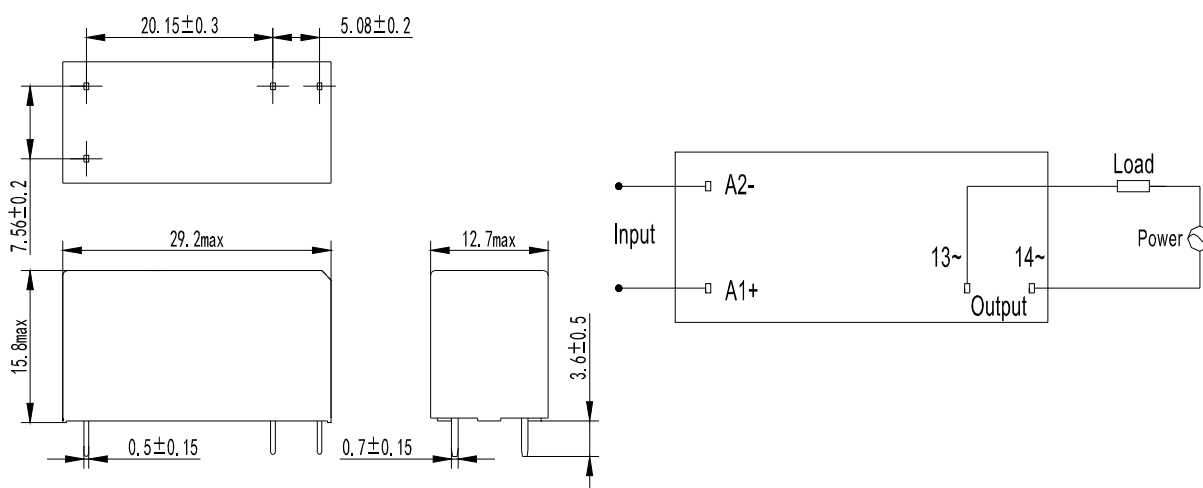 20.15±0.3
5.08±0.2
7.56±0.2
29.2max
12.7max
15.8max
3.6±0.5
0.5±0.15
0.7±0.15
Load
A2-
Input
Power
13~
14~
A1+
Output